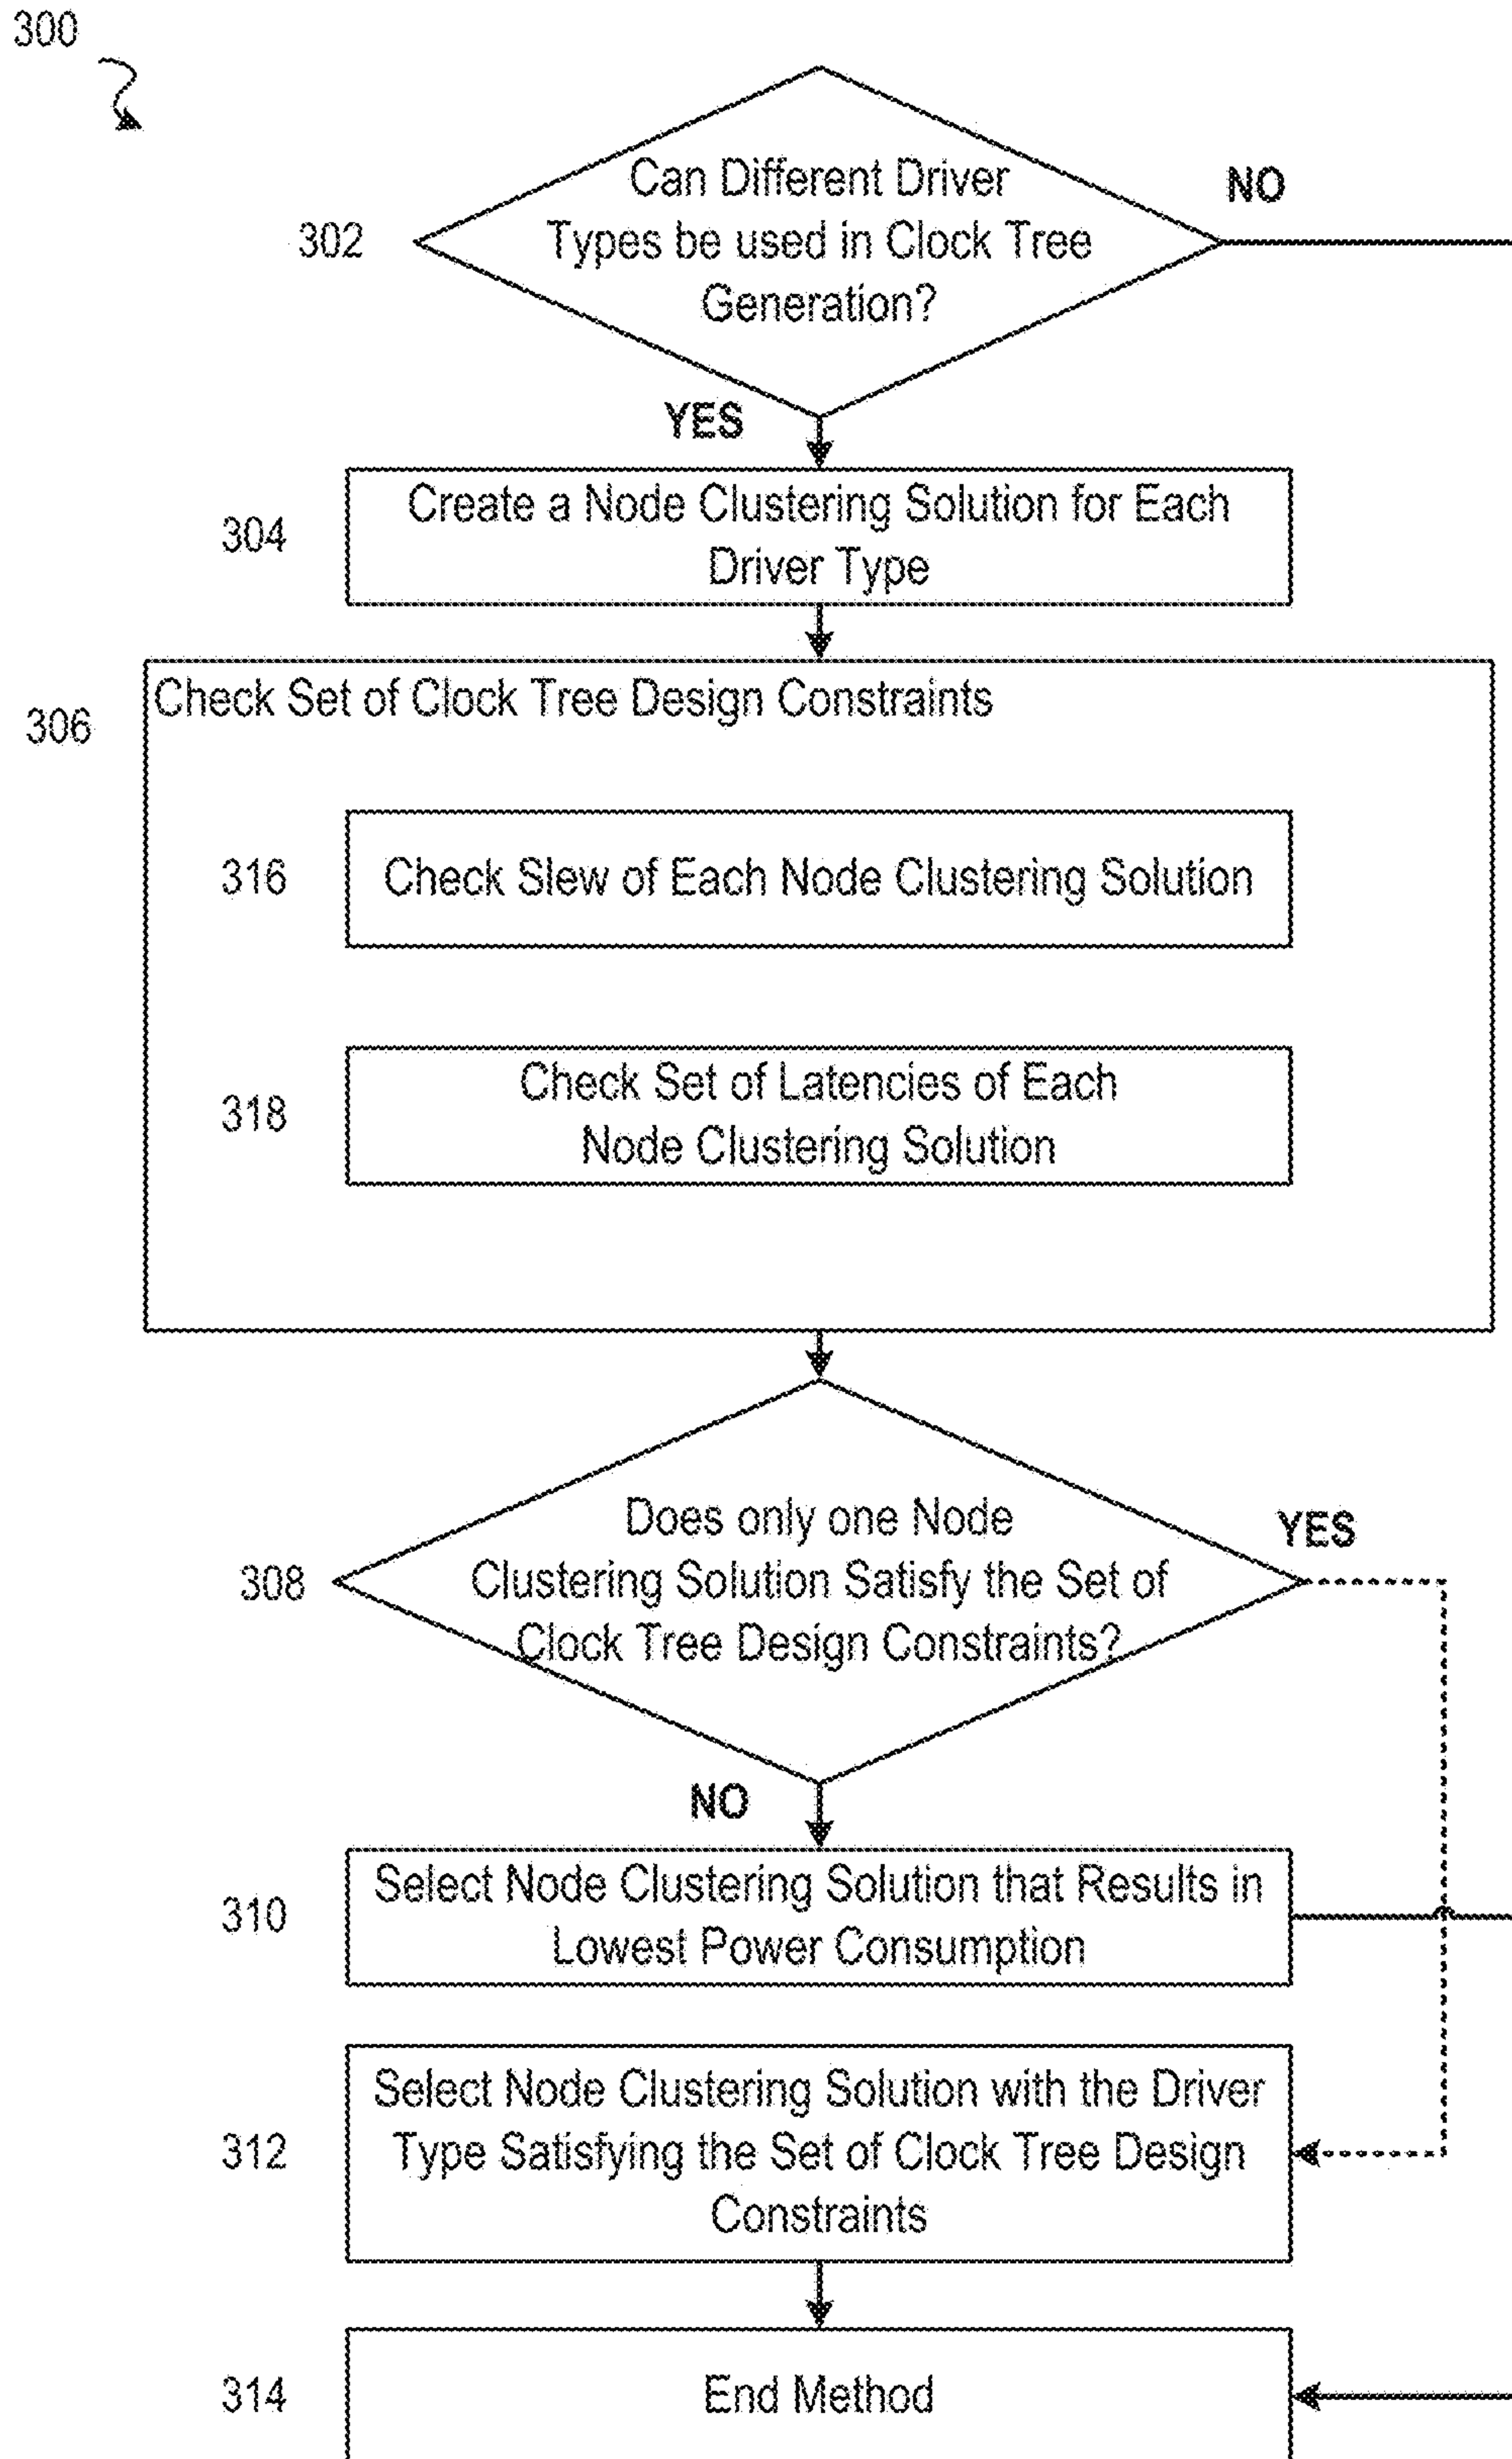 300
302
Can Different Driver
Types be used in Clock Tree
Generation?
NO
YES
304
Create a Node Clustering Solution for Each
Driver Type
306
Check Set of Clock Tree Design Constraints
316
Check Slew of Each Node Clustering Solution
318
Check Set of Latencies of Each
Node Clustering Solution
308
Does only one Node
Clustering Solution Satisfy the Set of
Clock Tree Design Constraints?
YES
NO
310
Select Node Clustering Solution that Results in
Lowest Power Consumption
312
Select Node Clustering Solution with the Driver
Type Satisfying the Set of Clock Tree Design
Constraints
314
End Method